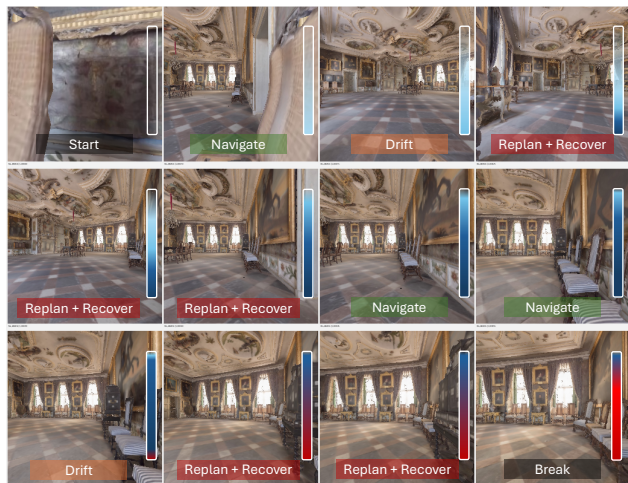 Start
Navigate
Drift
Replan + Recover
Replan + Recover
Replan + Recover
Navigate
Navigate
Drift
Replan + Recover
Replan + Recover
Break